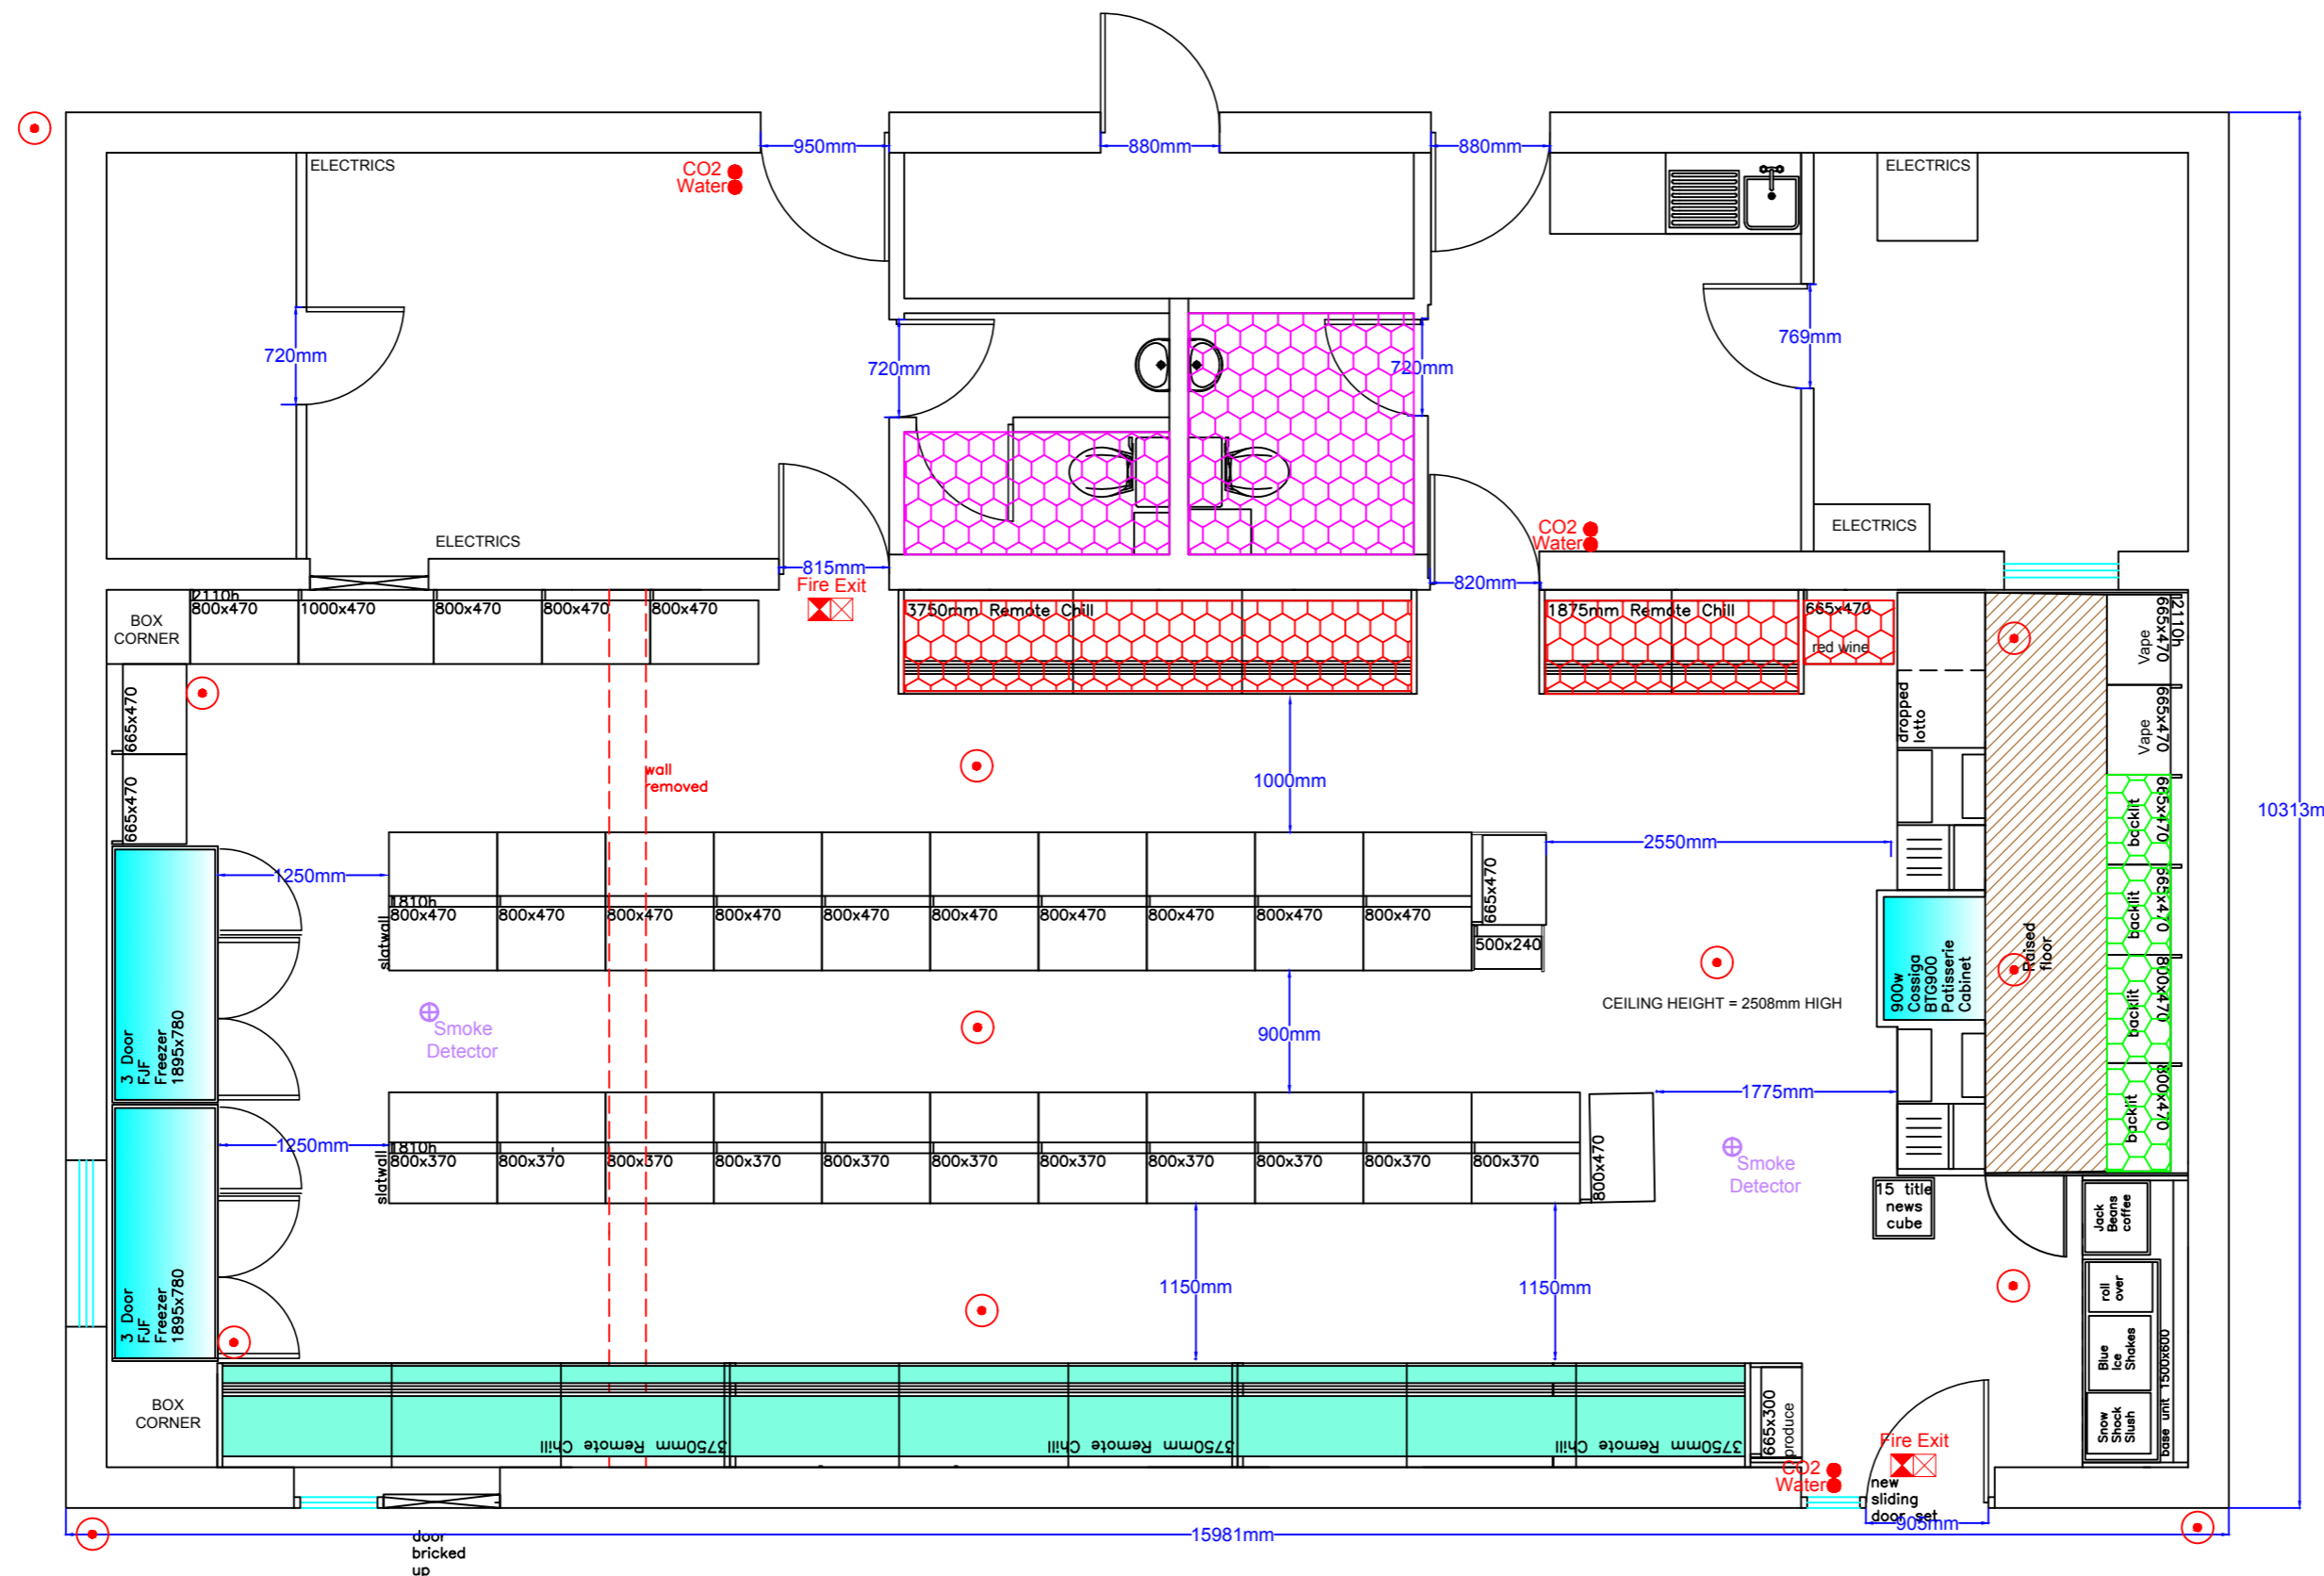 950mm
880mm
880mm
ELECTRICS
CO2
Water
ELECTRICS
720mm
720mm
720mm
769mm
ELECTRICS
ELECTRICS
CO2
Water
815mm
Fire Exit
820mm
BOX
CORNER
2110h
800x470
1000x470
800x470
800x470
800x470
3750mm Remote Chill
1875mm Remote Chill
665x470
red wine
2110h
665x470
Vape
665x470
Vape
665x470
backlit
665x470
backlit
800x470
backlit
800x470
backlit
dropped
lotto
665x470
665x470
wall
removed
1000mm
10313m
2550mm
1250mm
slatwall
1810h
800x470
800x470
800x470
800x470
800x470
800x470
800x470
800x470
800x470
800x470
665x470
500x240
Raised
floor
900w
Cossiga
BTG900
Patisserie
Cabinet
CEILING HEIGHT = 2508mm HIGH
3 Door
FJF
Freezer
1895x780
Smoke
Detector
900mm
1775mm
1250mm
slatwall
1810h
800x370
800x370
800x370
800x370
800x370
800x370
800x370
800x370
800x370
800x370
800x370
800x470
Smoke
Detector
15 title
news
cube
Jack
Beans
coffee
roll
over
Blue
Ice
Shakes
Snow
Shock
Slush
base unit 1500x600
3 Door
FJF
Freezer
1895x780
1150mm
1150mm
BOX
CORNER
3750mm Remote Chill
3750mm Remote Chill
3750mm Remote Chill
665x300
produce
CO2
Water
Fire Exit
new
sliding
door set
905mm
15981mm
door
bricked
up